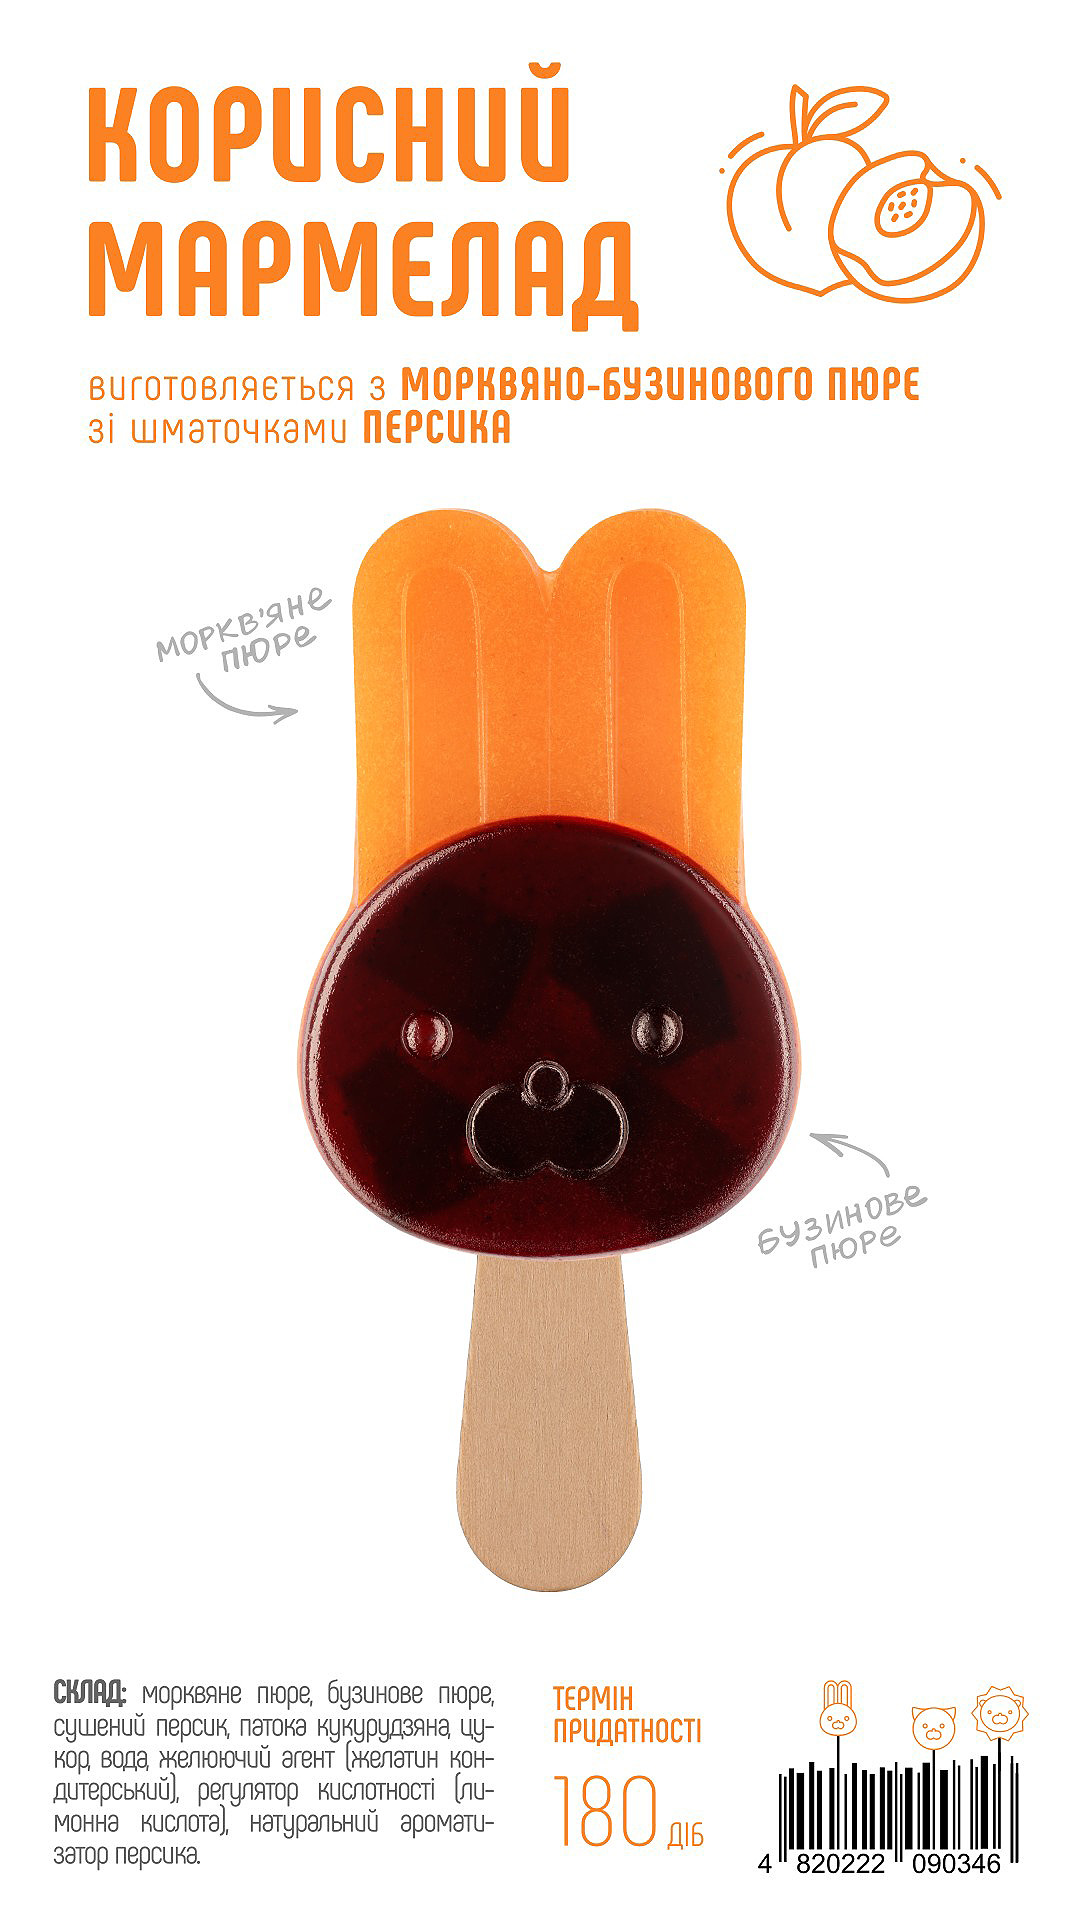 КОРИСНИЙ
МАРМЕЛАД
виготовляється з МОРКВЯНО-БУЗИНОВОГО ПЮРЕ
зі шматочками ПЕРСИКА
МОРКВ'ЯНЕ
ПЮРЕ
БУЗИНОВЕ
ПЮРЕ
СКЛАД: морквяне пюре, бузинове пюре,
сушений персик, патока кукурудзяна, цу-
кор, вода, желюючий агент (желатин кон-
дитерський), регулятор кислотності (ли-
монна кислота), натуральний аромати-
затор персика.
ТЕРМІН
ПРИДАТНОСТІ
180 ДІБ
4 820222 090346